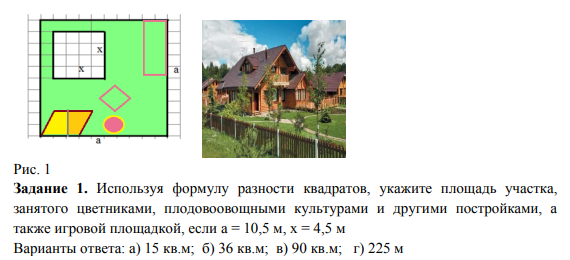 x
x
a
a
Рис. 1
Задание 1. Используя формулу разности квадратов, укажите площадь участка,
занятого цветниками, плодовоовощными культурами и другими постройками, а
также игровой площадкой, если a = 10,5 м, x = 4,5 м
Варианты ответа: а) 15 кв.м; б) 36 кв.м; в) 90 кв.м; г) 225 м